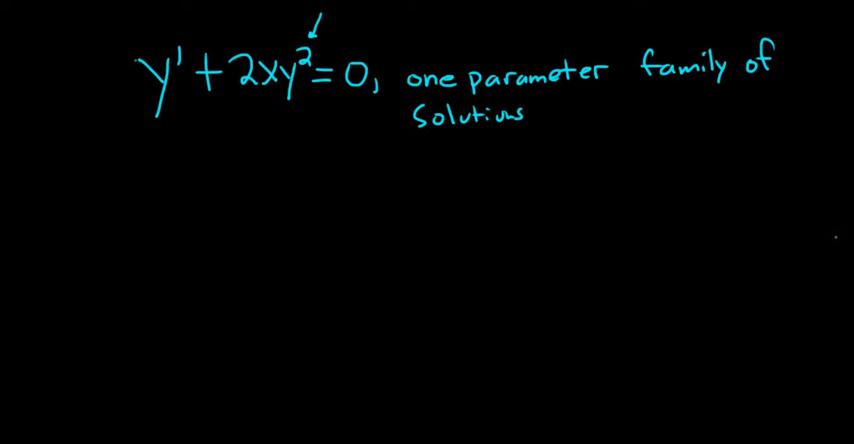 y' + 2xy² = 0, one parameter family of
solutions